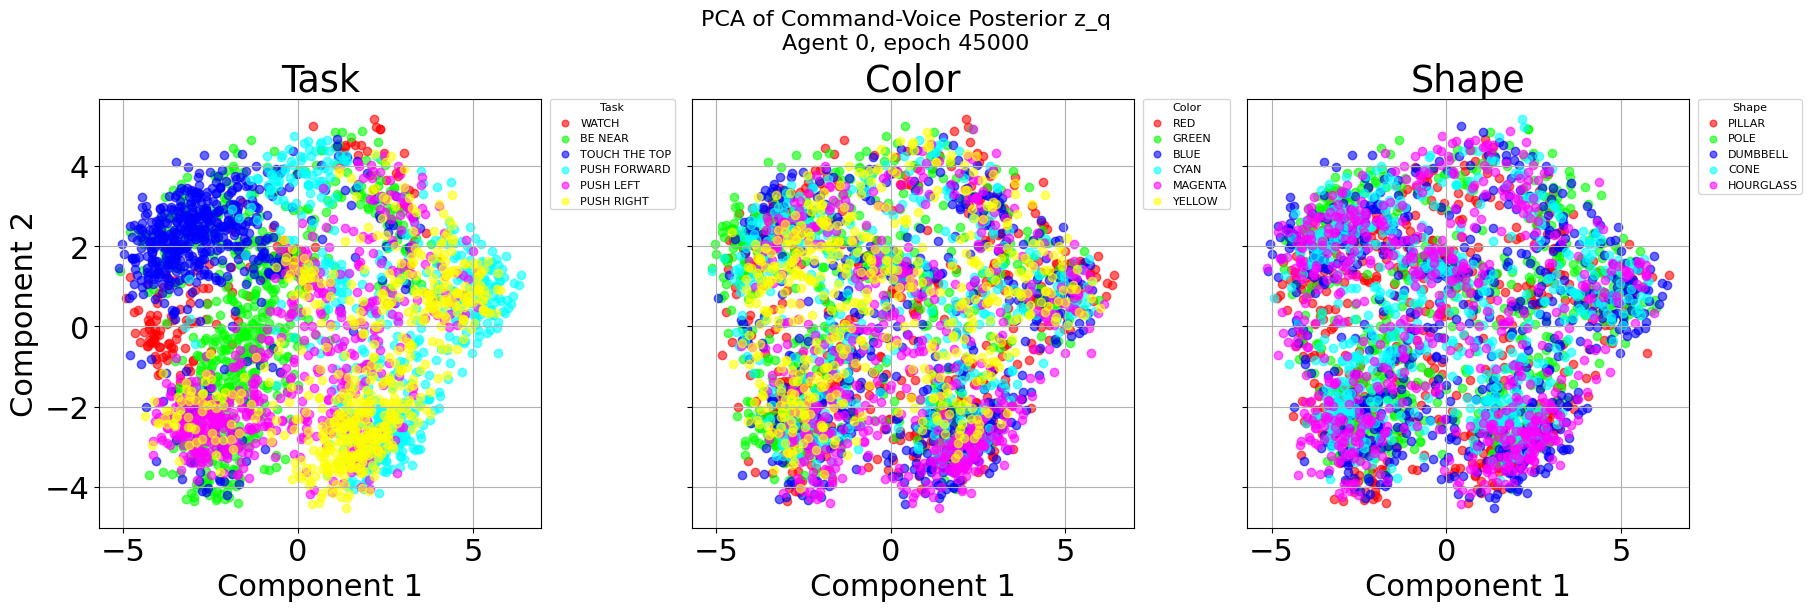 PCA of Command-Voice Posterior z_q
Agent 0, epoch 45000
Task
Color
Shape
Task
WATCH
BE NEAR
TOUCH THE TOP
PUSH FORWARD
PUSH LEFT
PUSH RIGHT
Color
RED
GREEN
BLUE
CYAN
MAGENTA
YELLOW
Shape
PILLAR
POLE
DUMBBELL
CONE
HOURGLASS
Component 2
4
2
0
−2
−4
−5 0 5
−5 0 5
−5 0 5
Component 1
Component 1
Component 1